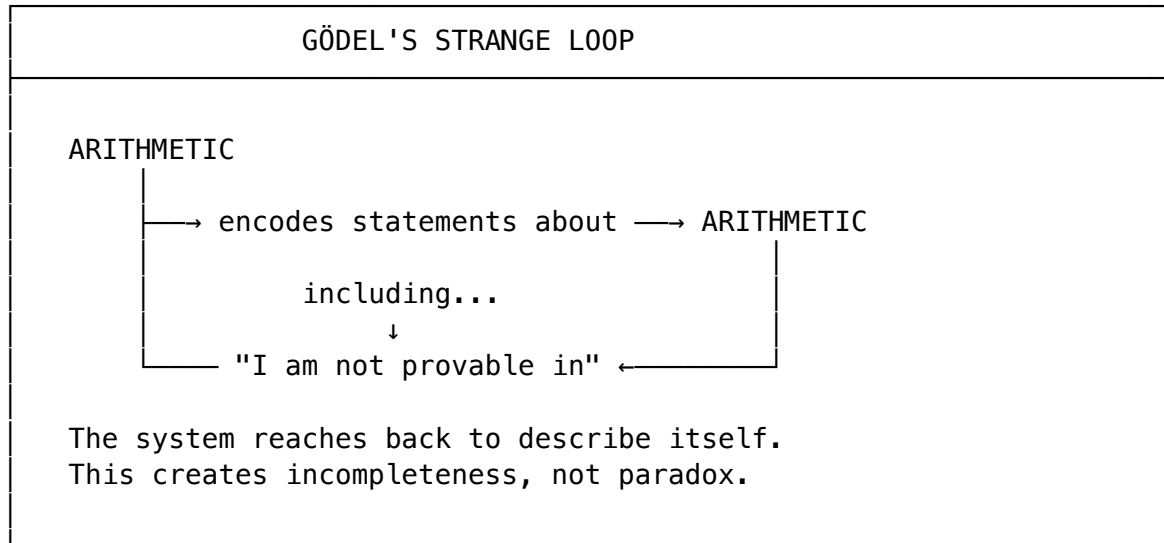 GÖDEL'S STRANGE LOOP
ARITHMETIC
encodes statements about → ARITHMETIC
including...
↓
"I am not provable in" ←
The system reaches back to describe itself.
This creates incompleteness, not paradox.